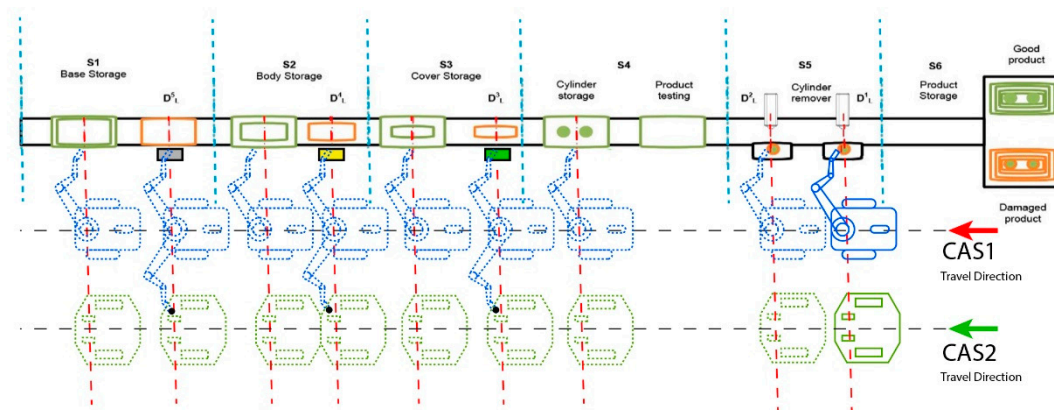 S1
Base Storage
D⁵L
S2
Body Storage
D⁴L
S3
Cover Storage
D³L
S4
Cylinder
storage
Product
testing
S5
D²L
Cylinder
remover
D¹L
S6
Product
Storage
Good
product
Damaged
product
CAS1
Travel Direction
CAS2
Travel Direction